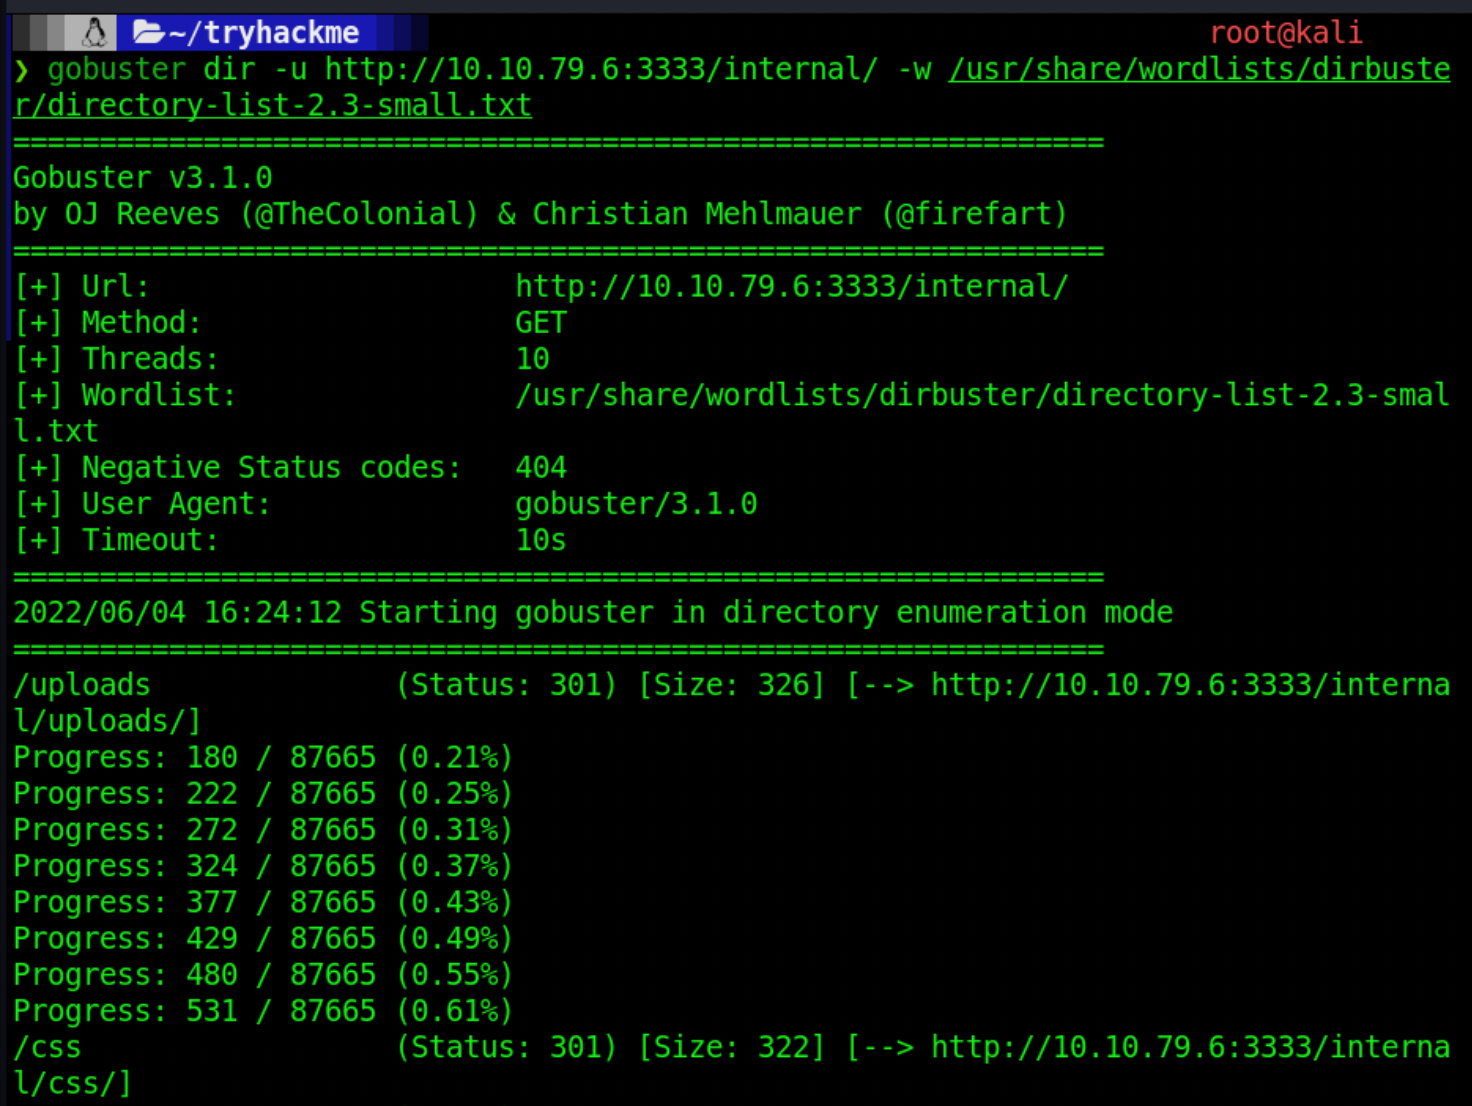 ~/tryhackme root@kali
❯ gobuster dir -u http://10.10.79.6:3333/internal/ -w /usr/share/wordlists/dirbuste
r/directory-list-2.3-small.txt
===============================================================
Gobuster v3.1.0
by OJ Reeves (@TheColonial) & Christian Mehlmauer (@firefart)
===============================================================
[+] Url:                     http://10.10.79.6:3333/internal/
[+] Method:                  GET
[+] Threads:                 10
[+] Wordlist:                /usr/share/wordlists/dirbuster/directory-list-2.3-smal
l.txt
[+] Negative Status codes:   404
[+] User Agent:              gobuster/3.1.0
[+] Timeout:                 10s
===============================================================
2022/06/04 16:24:12 Starting gobuster in directory enumeration mode
===============================================================
/uploads              (Status: 301) [Size: 326] [--> http://10.10.79.6:3333/interna
l/uploads/]
Progress: 180 / 87665 (0.21%)
Progress: 222 / 87665 (0.25%)
Progress: 272 / 87665 (0.31%)
Progress: 324 / 87665 (0.37%)
Progress: 377 / 87665 (0.43%)
Progress: 429 / 87665 (0.49%)
Progress: 480 / 87665 (0.55%)
Progress: 531 / 87665 (0.61%)
/css                  (Status: 301) [Size: 322] [--> http://10.10.79.6:3333/interna
l/css/]